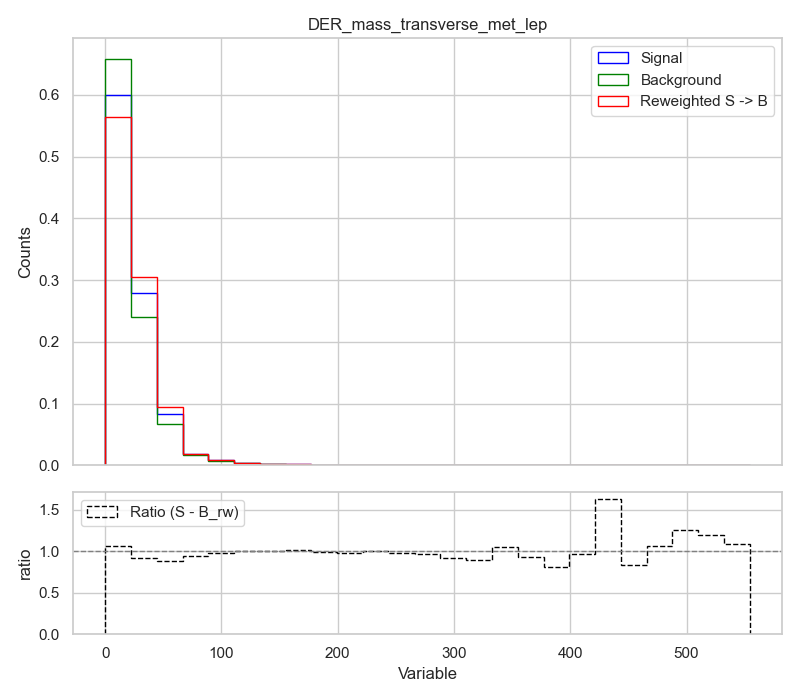 DER_mass_transverse_met_lep
Signal
Background
Reweighted S -> B
Counts
0.6
0.5
0.4
0.3
0.2
0.1
0.0
Ratio (S - B_rw)
ratio
1.5
1.0
0.5
0.0
0 100 200 300 400 500
Variable